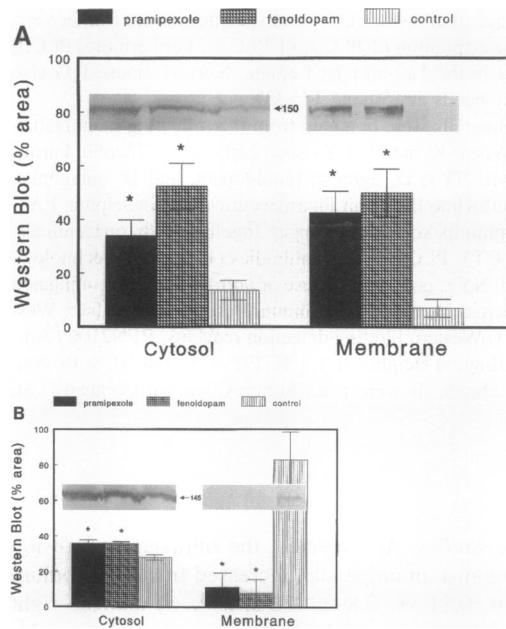 pramipexole fenoldopam control
A
Western Blot (% area)
100
80
60
40
20
0
◄150
* * * *
Cytosol Membrane
B
pramipexole fenoldopam control
Western Blot (% area)
100
80
60
40
20
0
←145
* * * *
Cytosol Membrane